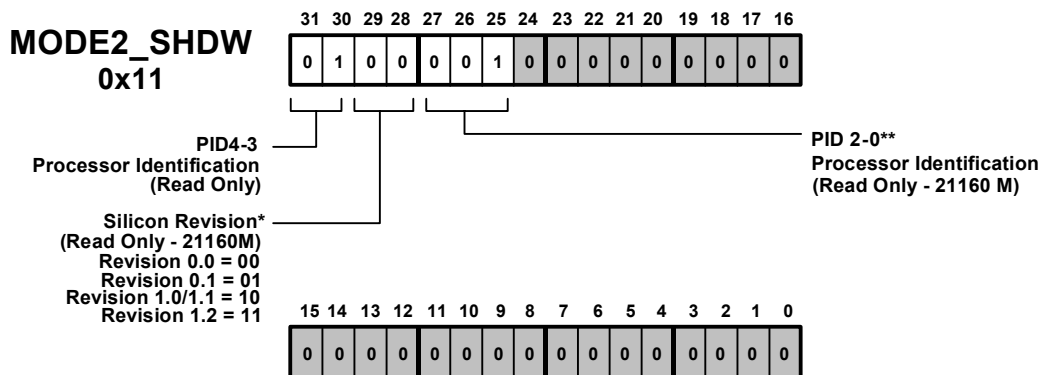 MODE2_SHDW
0x11
31 30 29 28 27 26 25 24 23 22 21 20 19 18 17 16
0 1 0 0 0 0 1 0 0 0 0 0 0 0 0 0
PID4-3
Processor Identification
(Read Only)
Silicon Revision*
(Read Only - 21160M)
Revision 0.0 = 00
Revision 0.1 = 01
Revision 1.0/1.1 = 10
Revision 1.2 = 11
PID 2-0**
Processor Identification
(Read Only - 21160 M)
15 14 13 12 11 10 9 8 7 6 5 4 3 2 1 0
0 0 0 0 0 0 0 0 0 0 0 0 0 0 0 0